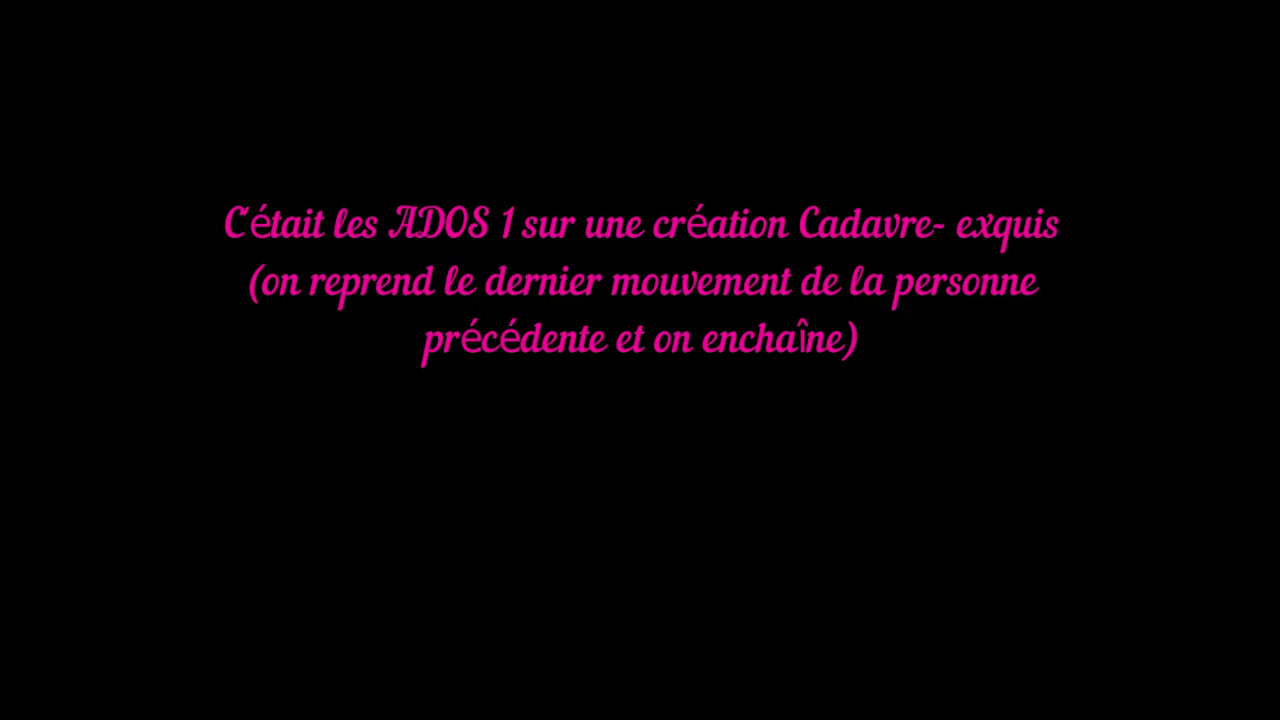 C'était les ADOS 1 sur une création Cadavre- exquis
(on reprend le dernier mouvement de la personne
précédente et on enchaîne)